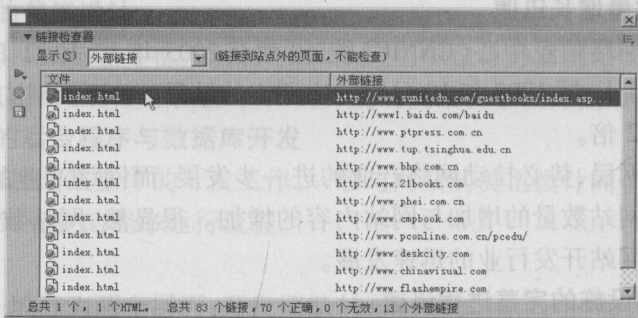 链接检查器
显示(S) 外部链接 (链接到站点外的页面，不能检查)
文件 外部链接
index.html http://www.sunitedu.com/guestbooks/index.asp...
index.html http://www1.baidu.com/baidu
index.html http://www.ptpress.com.cn
index.html http://www.tup.tsinghua.edu.cn
index.html http://www.bhp.com.cn
index.html http://www.21books.com
index.html http://www.phei.com.cn
index.html http://www.cmpbook.com
index.html http://www.pconline.com.cn/pcedu/
index.html http://www.deskcity.com
index.html http://www.chinavisual.com
index.html http://www.flashempire.com
总共 1 个, 1 个HTML。 总共 83 个链接,70 个正确,0 个无效,13 个外部链接